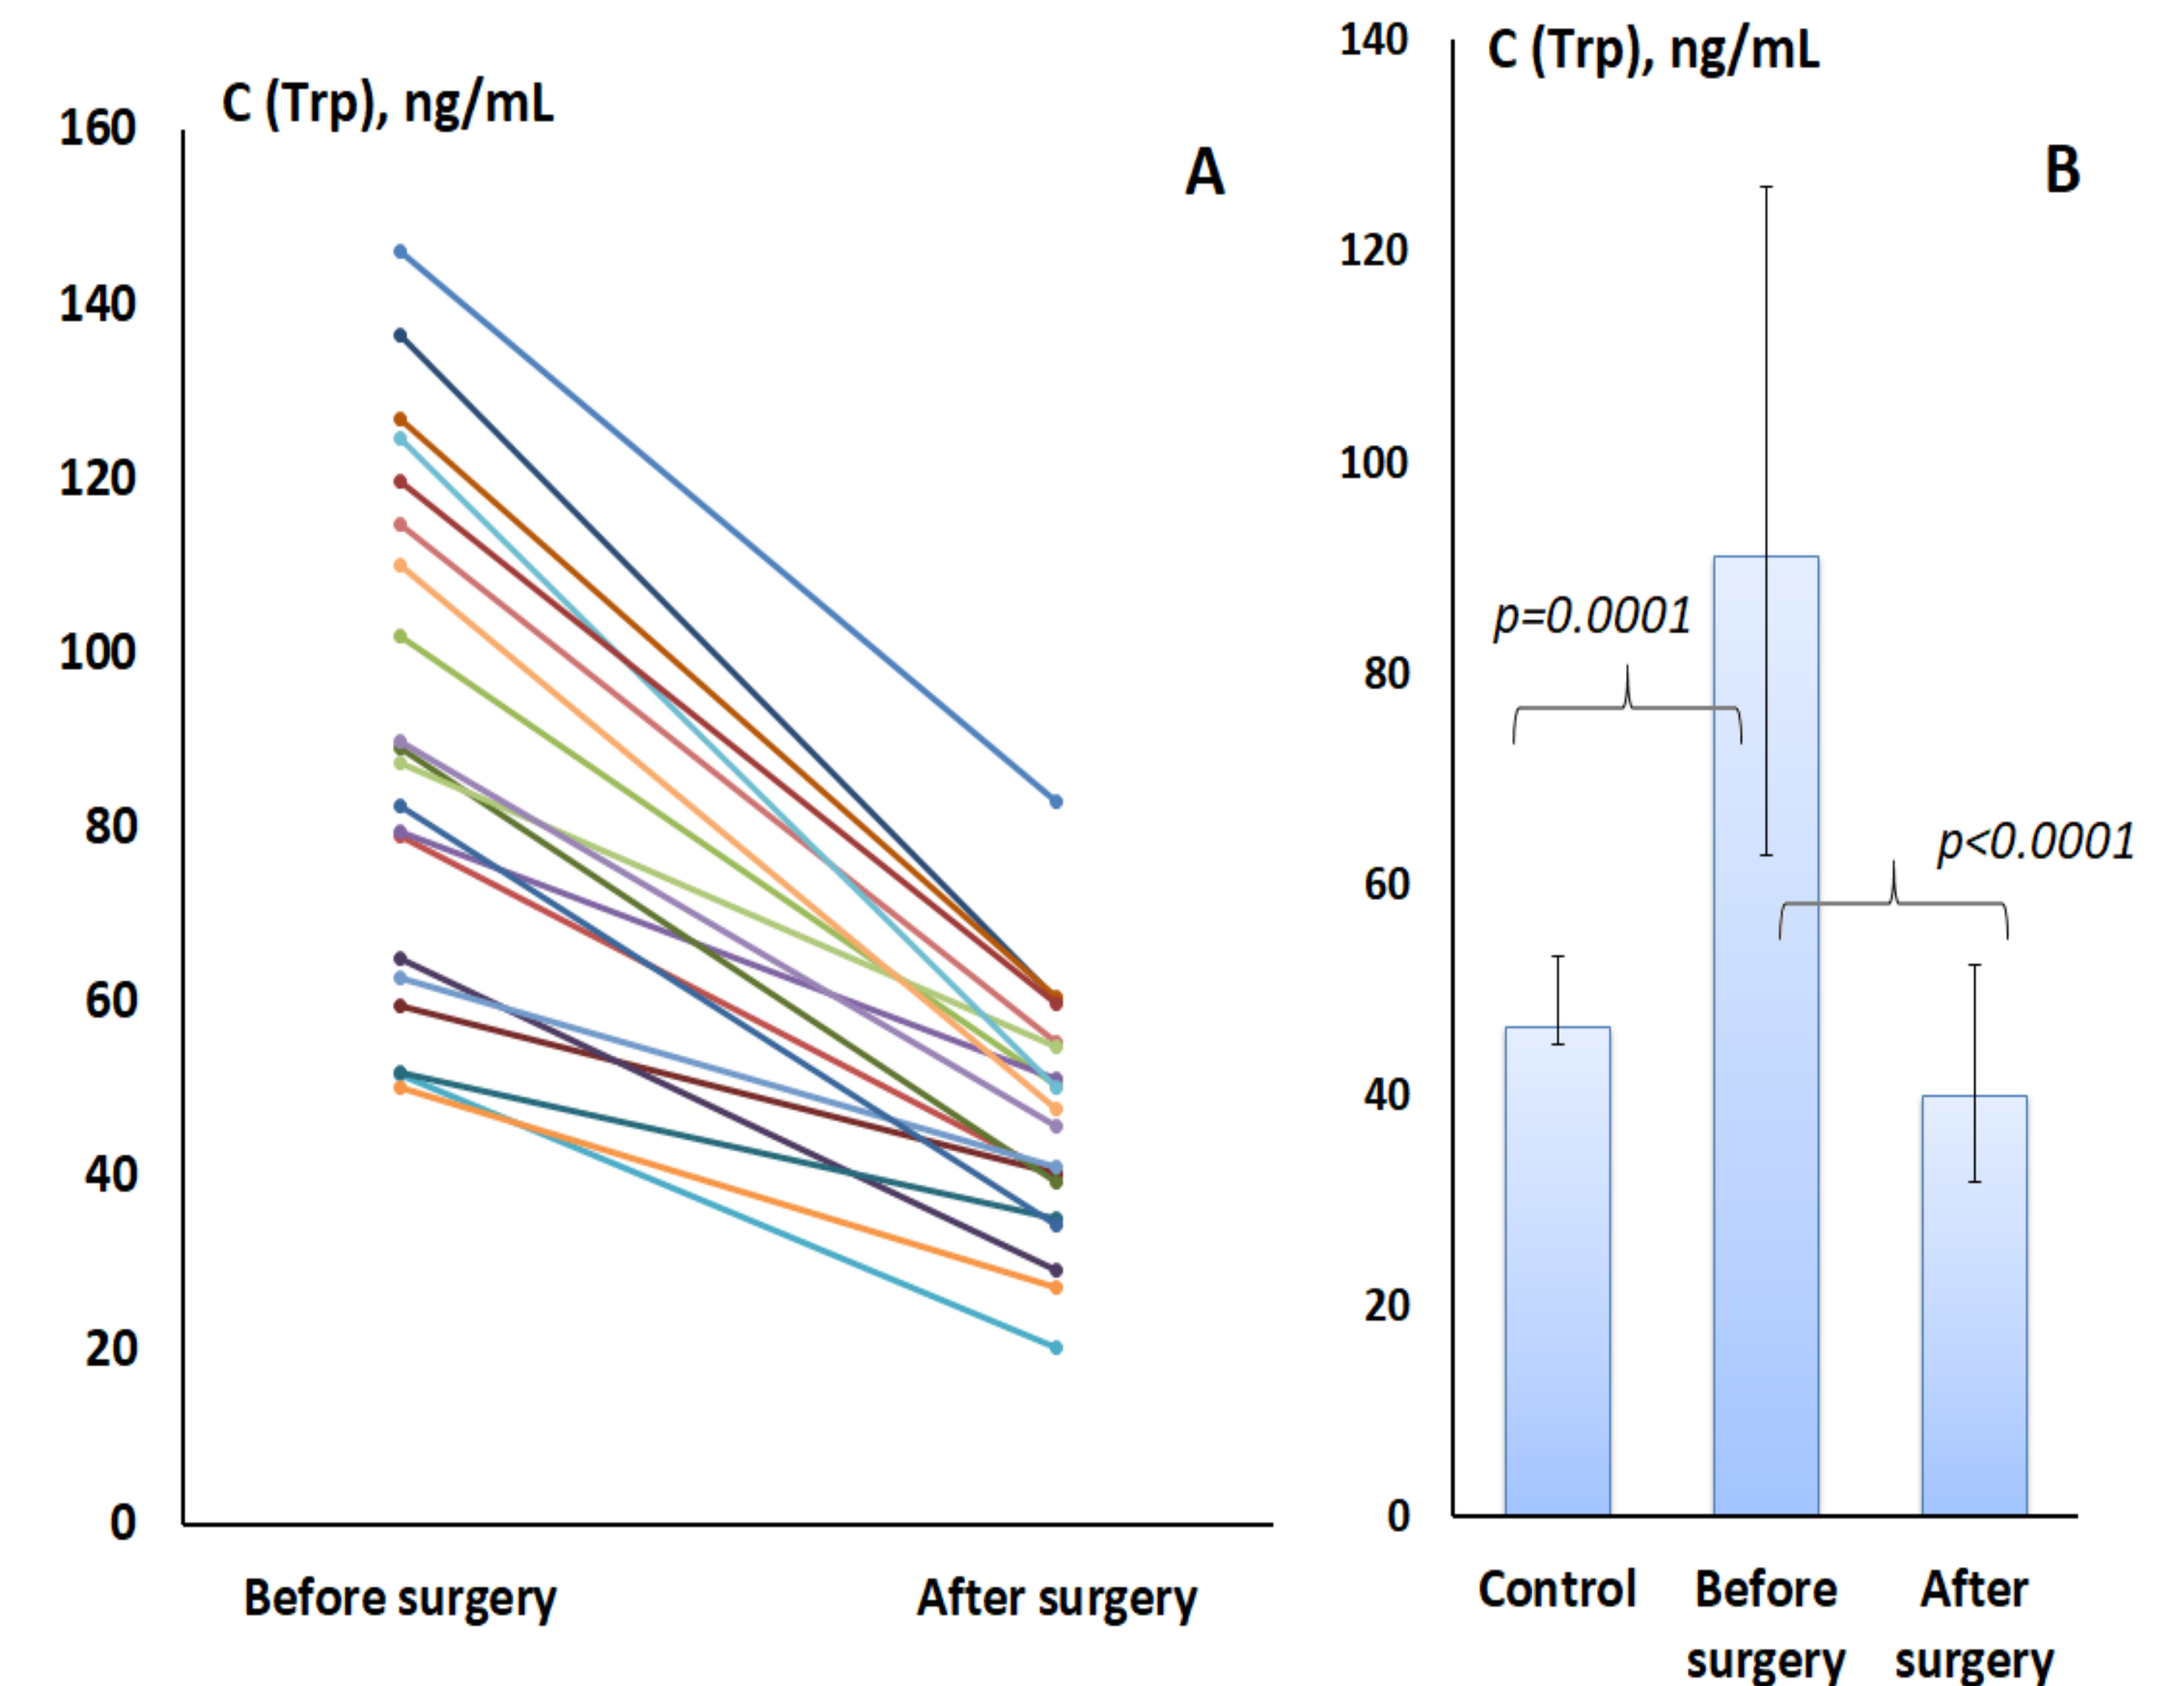 C (Trp), ng/mL
A
160
140
120
100
80
60
40
20
0
Before surgery
After surgery
C (Trp), ng/mL
B
140
120
100
80
60
40
20
0
p=0.0001
p<0.0001
Control
Before
surgery
After
surgery